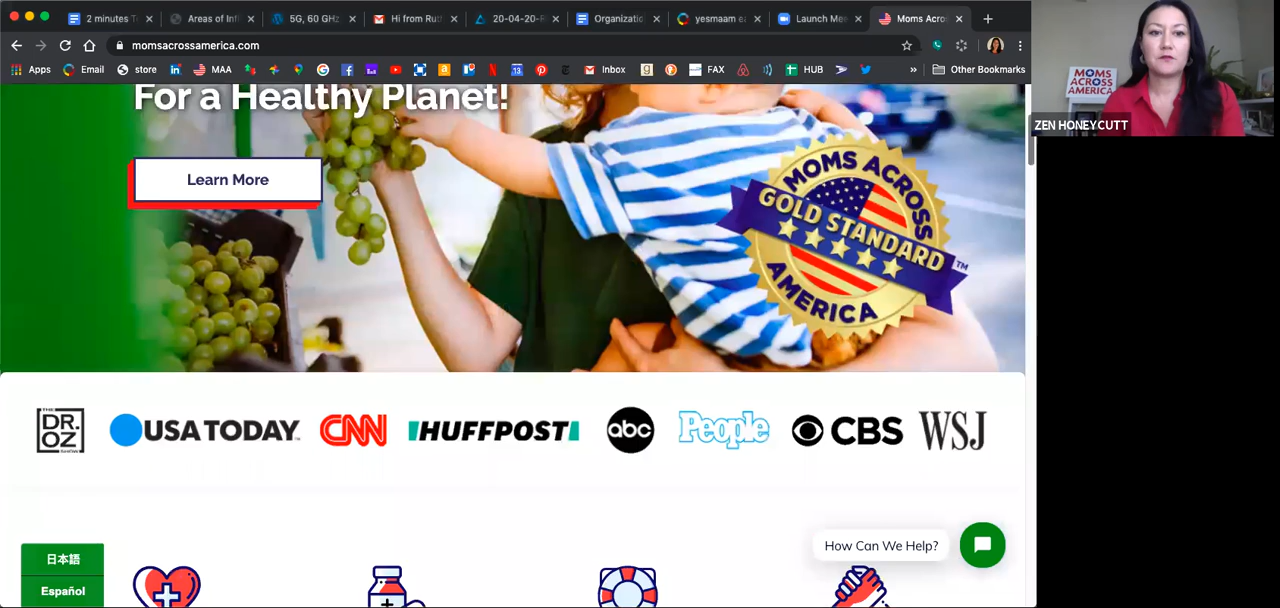 2 minutes T
Areas of Inf
5G, 60 GHz
Hi from Ru
20-04-20-R
Organizatio
yesmaam ea
Launch Mee
Moms Acros
momsacrossamerica.com
Apps
Email
store
MAA
FAX
Inbox
HUB
Other Bookmarks
MOMS
ACROSS
AMERICA
ZEN HONEYCUTT
For a Healthy Planet!
Learn More
MOMS ACROSS
GOLD STANDARD
AMERICA
TM
DR.
OZ
USA TODAY
CNN
HUFFPOST
abc
People
CBS
WSJ
How Can We Help?
日本語
Español